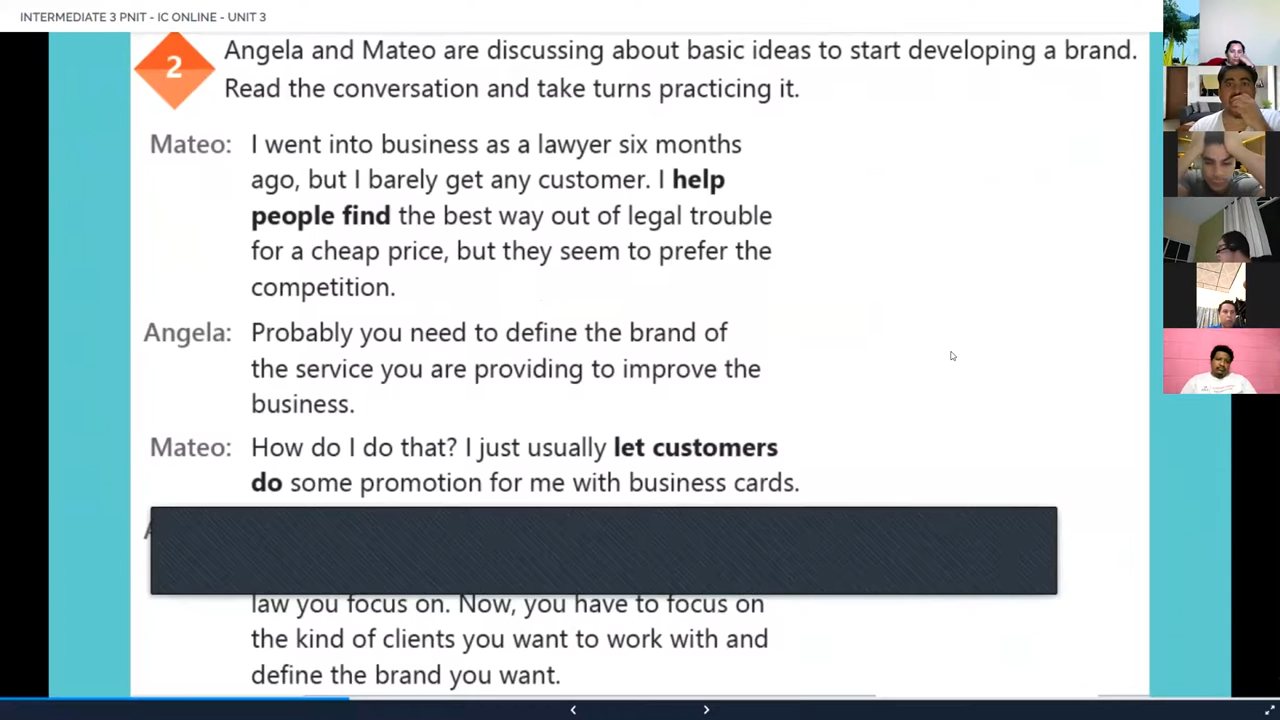 INTERMEDIATE 3 PNIT - IC ONLINE - UNIT 3
2
Angela and Mateo are discussing about basic ideas to start developing a brand.
Read the conversation and take turns practicing it.
Mateo: I went into business as a lawyer six months
ago, but I barely get any customer. I help
people find the best way out of legal trouble
for a cheap price, but they seem to prefer the
competition.
Angela: Probably you need to define the brand of
the service you are providing to improve the
business.
Mateo: How do I do that? I just usually let customers
do some promotion for me with business cards.
law you focus on. Now, you have to focus on
the kind of clients you want to work with and
define the brand you want.